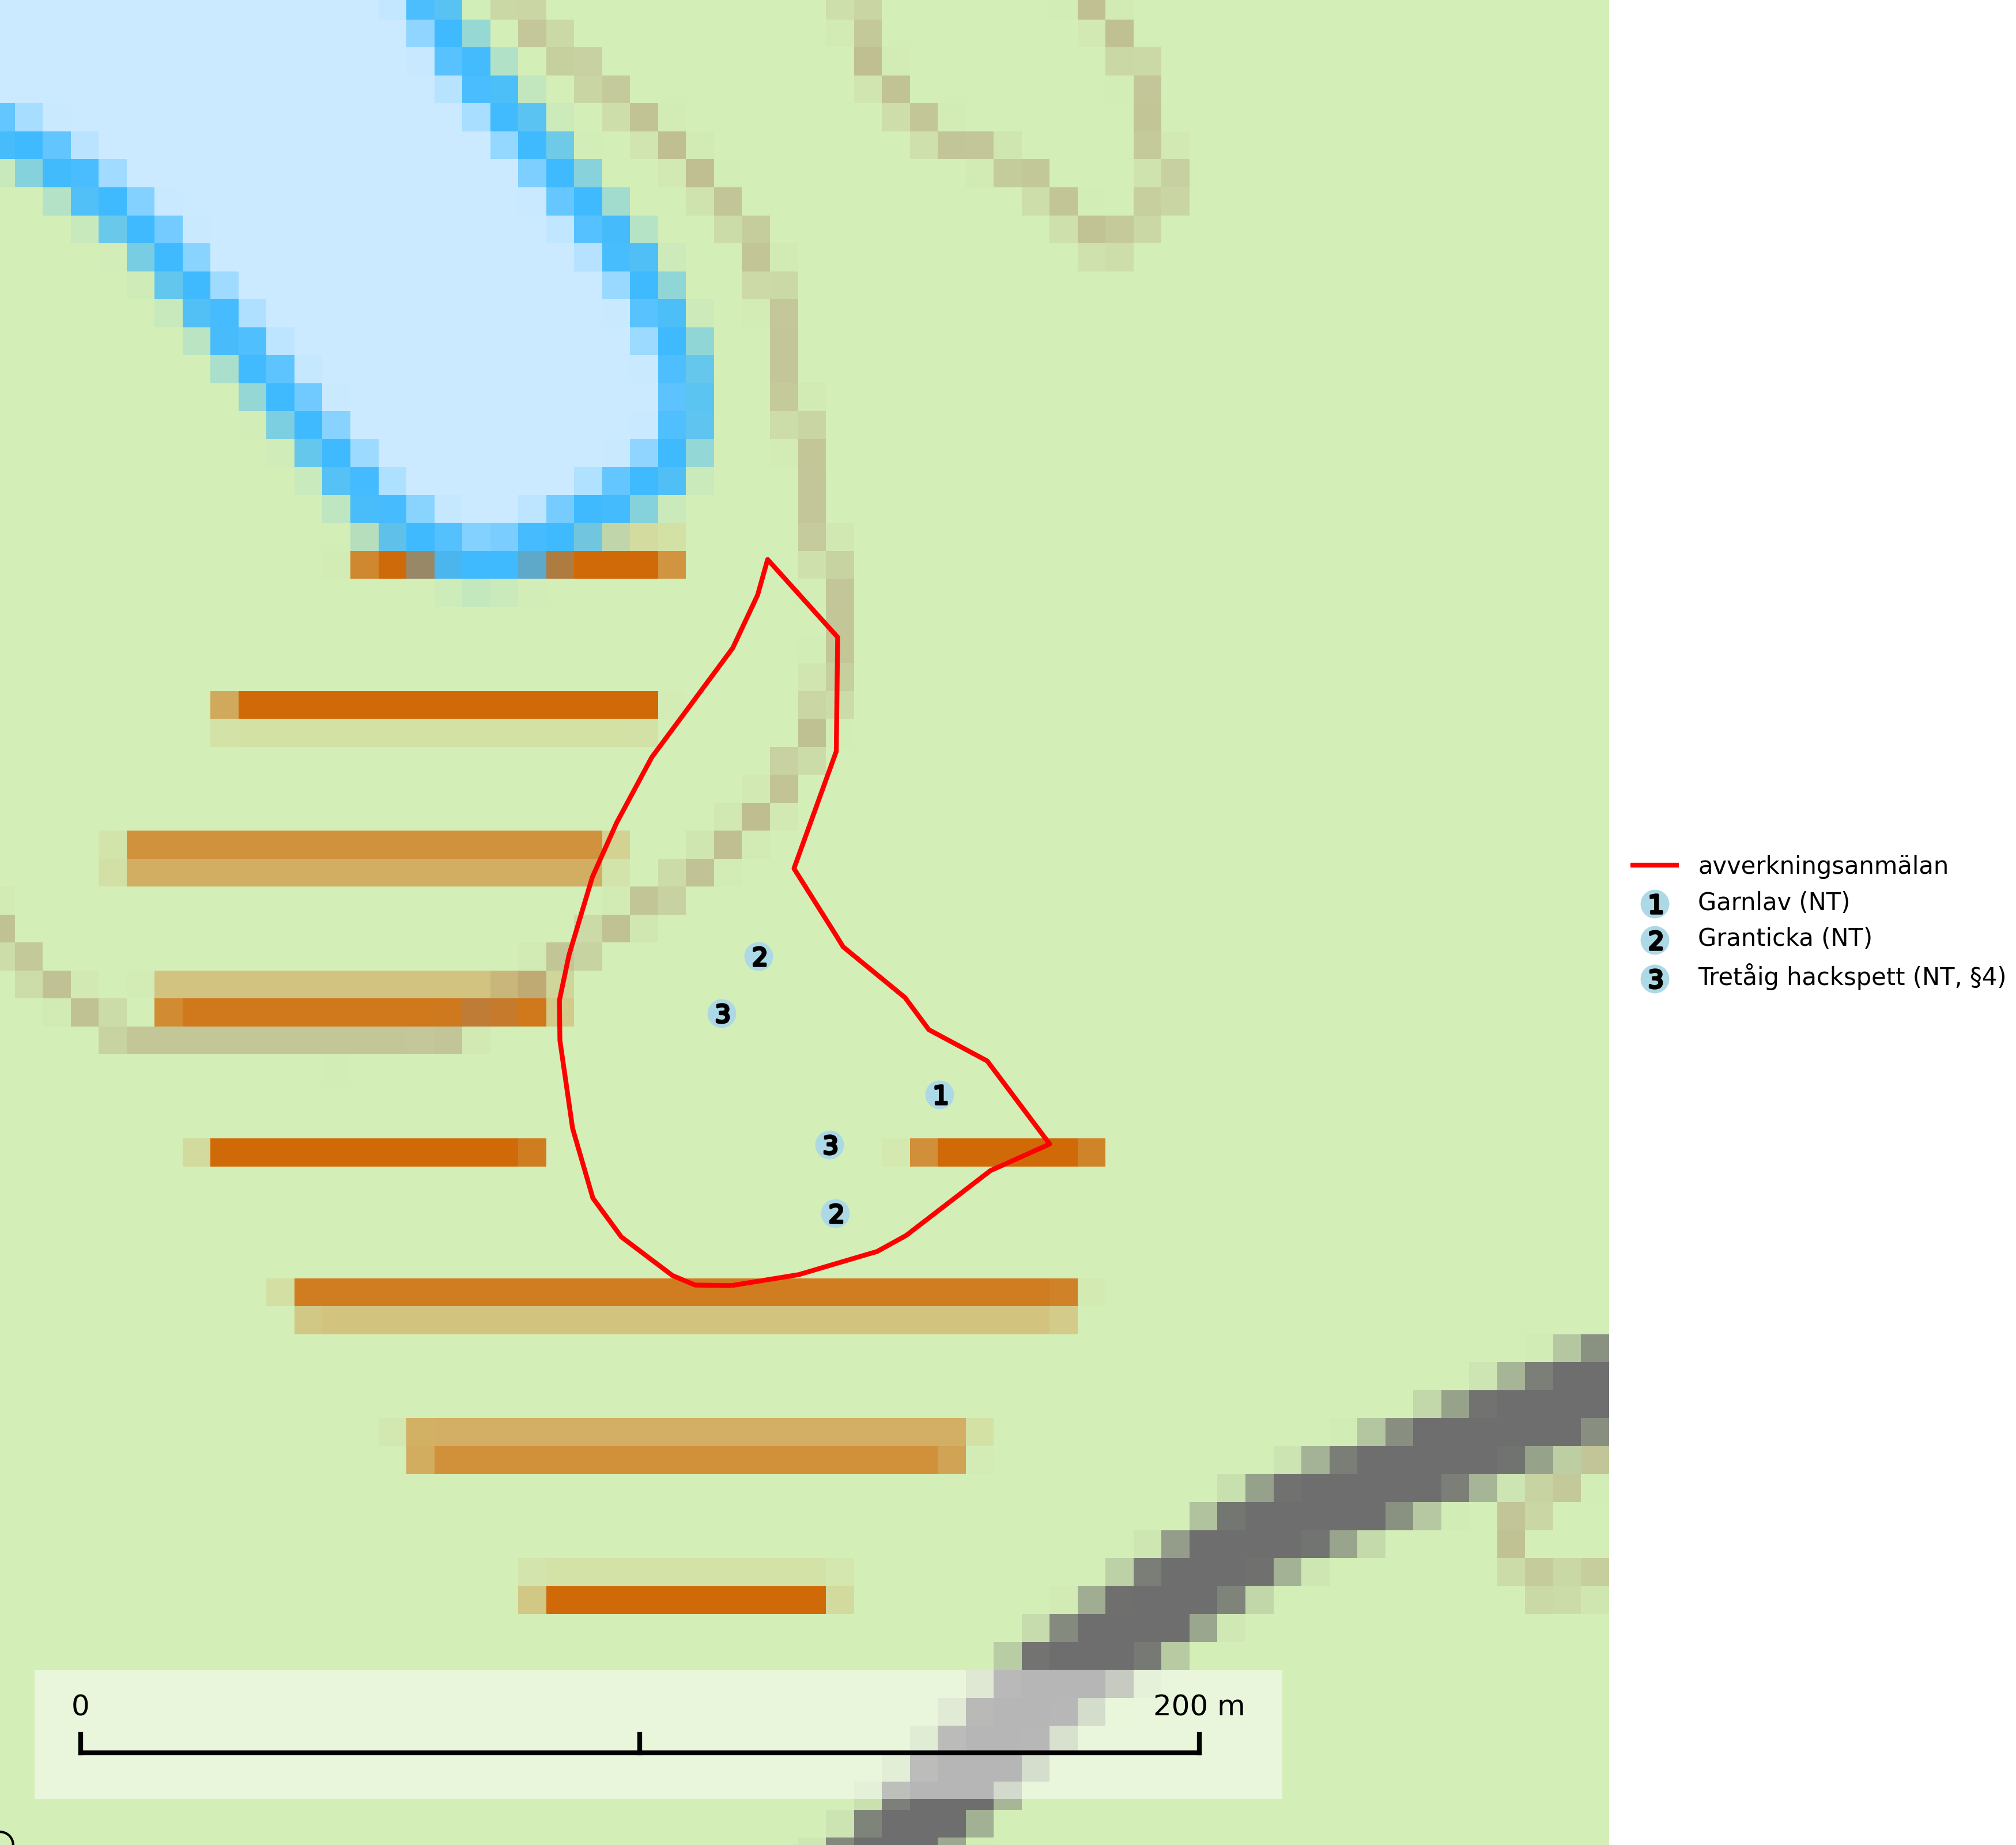 avverkningsanmälan
1 Garnlav (NT)
2 Granticka (NT)
3 Tretåig hackspett (NT, §4)
2
3
1
3
2
0 200 m